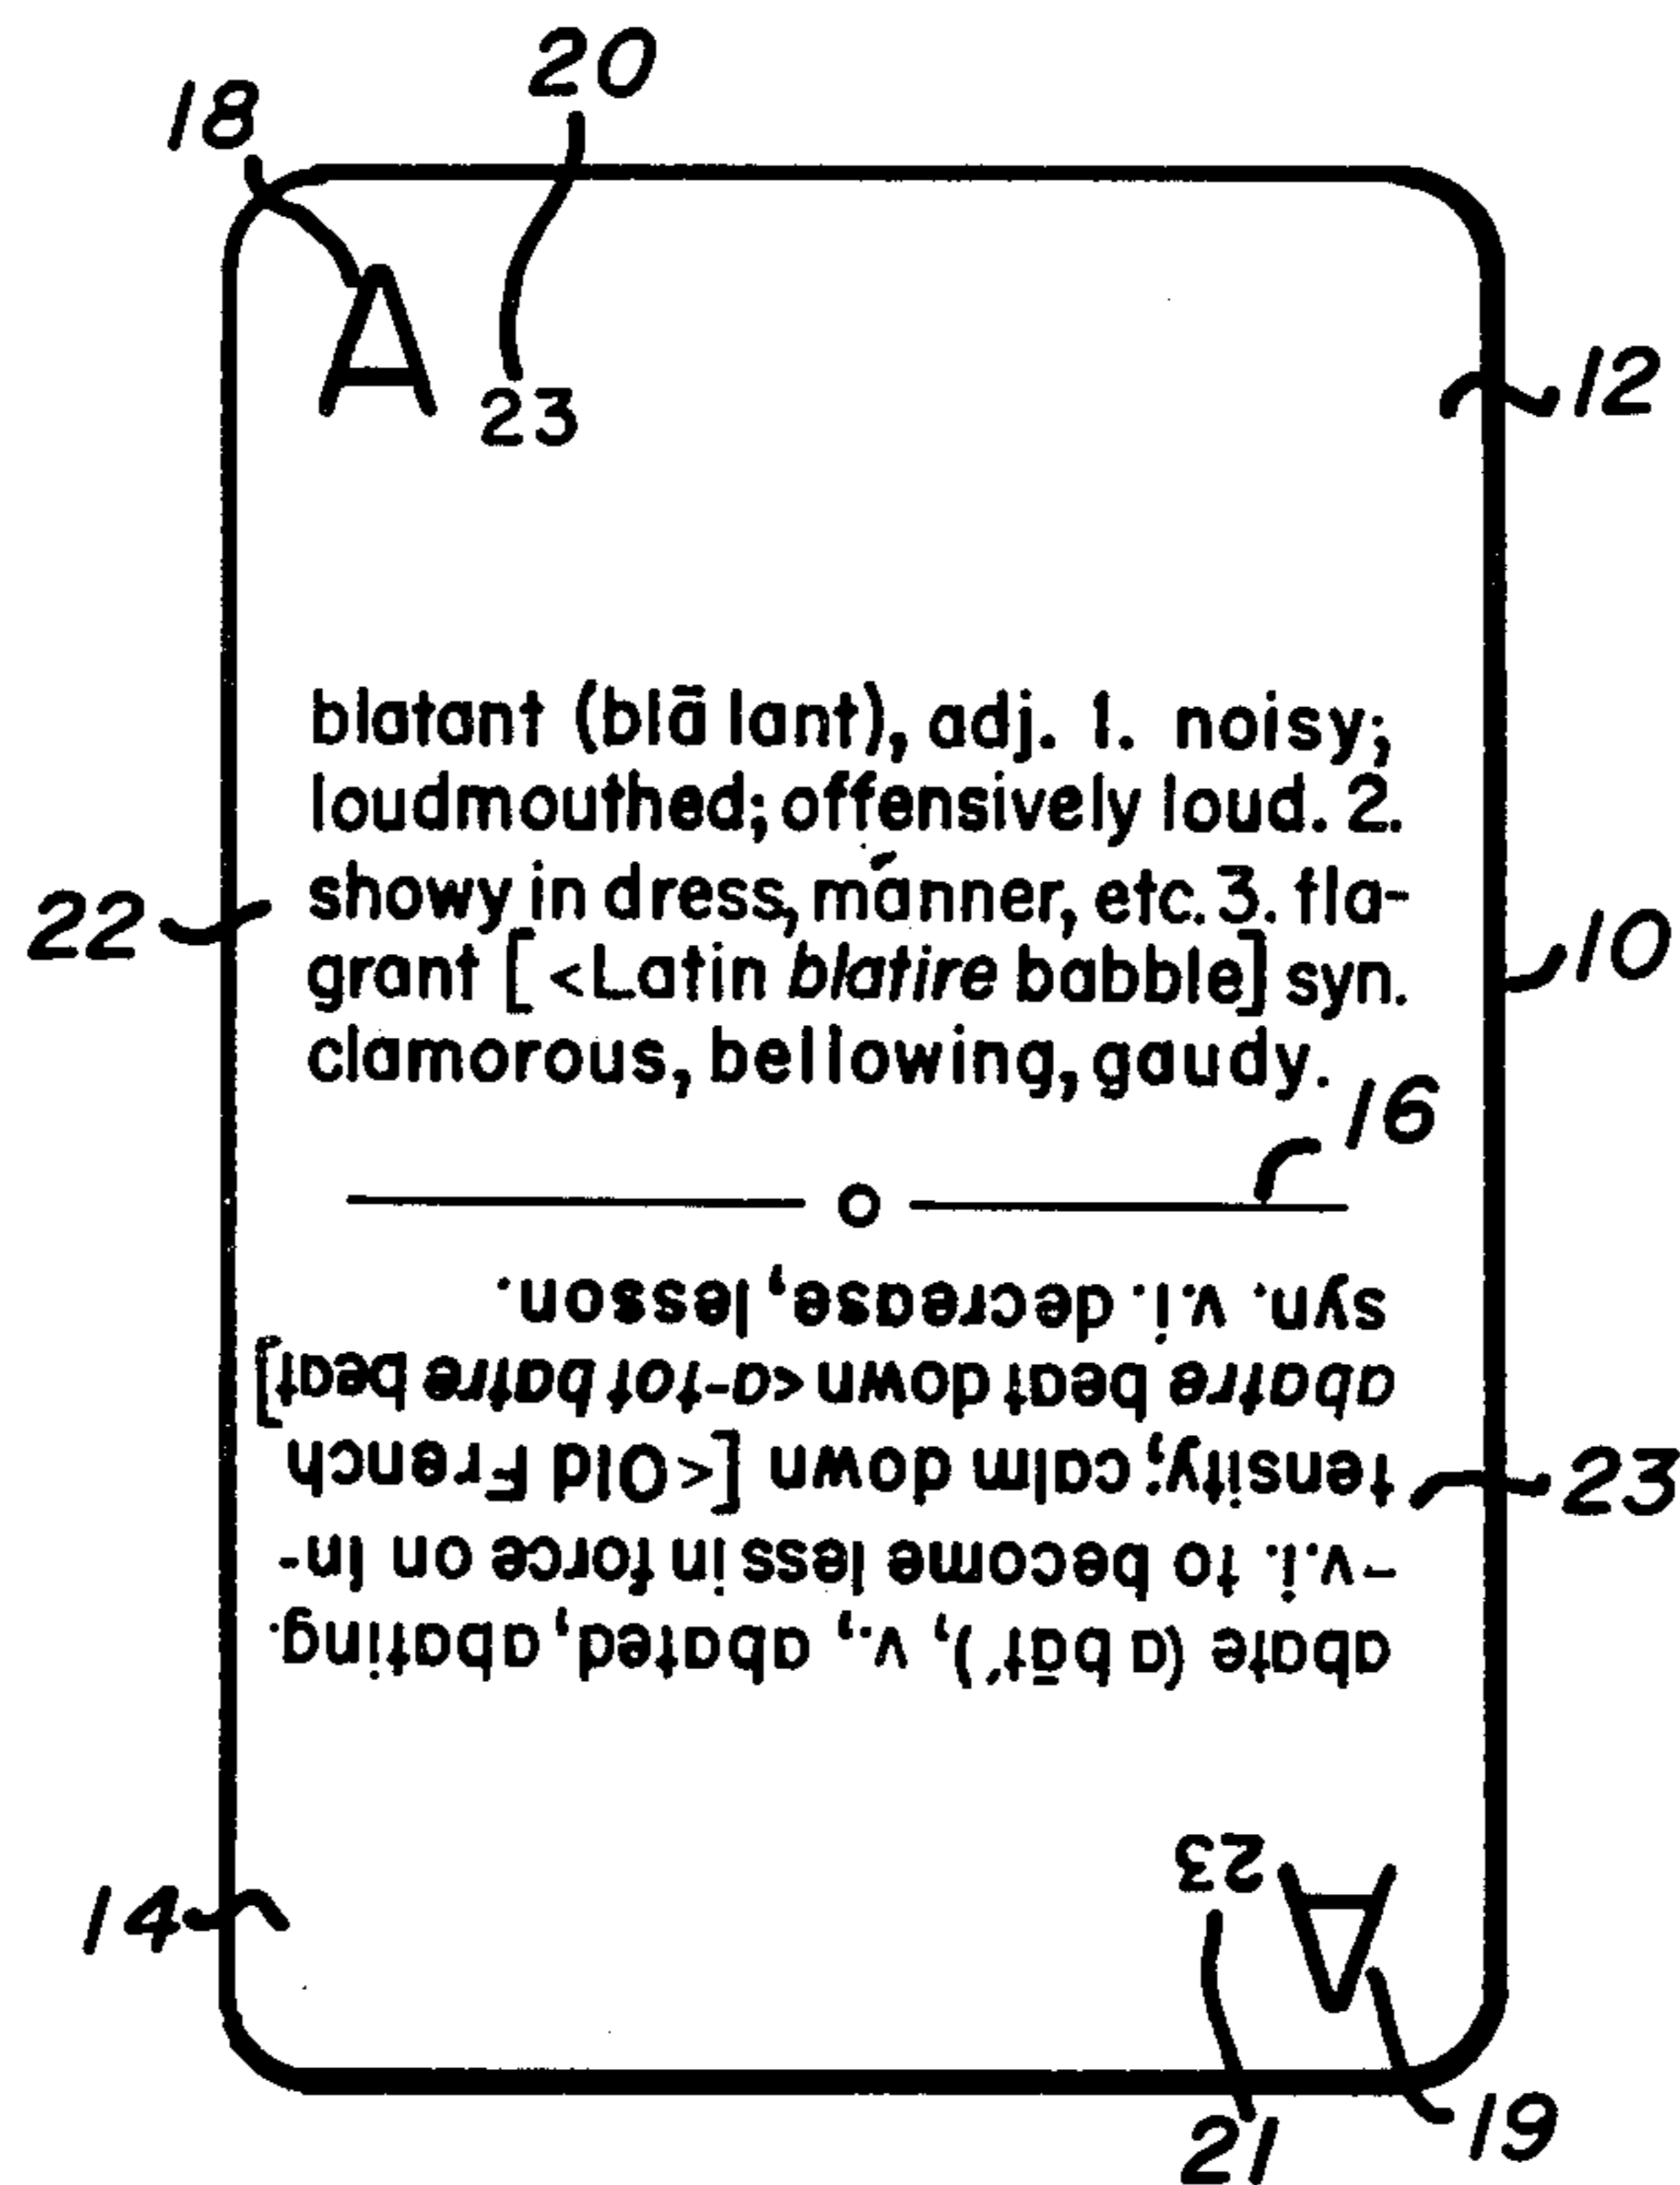 20
18
A
23
12
blatant (blā lant), adj. 1. noisy;
loudmouthed; offensively loud. 2.
showy in dress, manner, etc. 3. tla-
grant [<Latin blatire babble] syn.
clamorous, bellowing, gaudy.
22
10
16
abate (a bāt′), v., abated, abating.
-v.i. to become less in force on in-
tensity; calm down [<Old French
abatre beat down <a-tot batre beat]
syn. v.i. decrease, lesson.
23
14
23
A
21
19